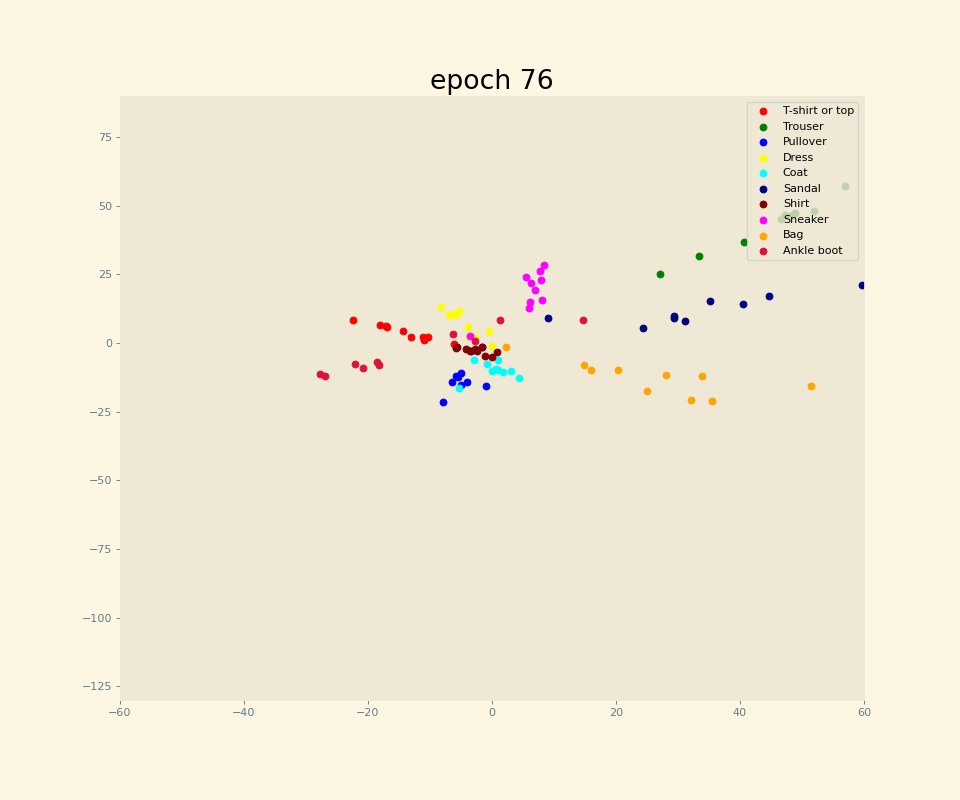 epoch 76
T-shirt or top
Trouser
Pullover
Dress
Coat
Sandal
Shirt
Sneaker
Bag
Ankle boot
75
50
25
0
−25
−50
−75
−100
−125
−60 −40 −20 0 20 40 60